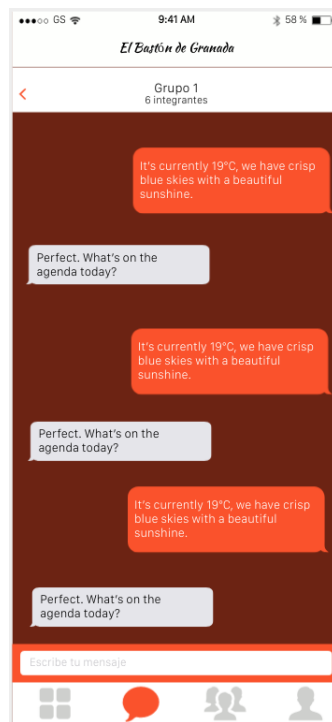 GS 9:41 AM 58 %
El Bastón de Granada
Grupo 1
6 integrantes
It's currently 19°C, we have crisp
blue skies with a beautiful
sunshine.
Perfect. What's on the
agenda today?
It's currently 19°C, we have crisp
blue skies with a beautiful
sunshine.
Perfect. What's on the
agenda today?
It's currently 19°C, we have crisp
blue skies with a beautiful
sunshine.
Perfect. What's on the
agenda today?
Escribe tu mensaje